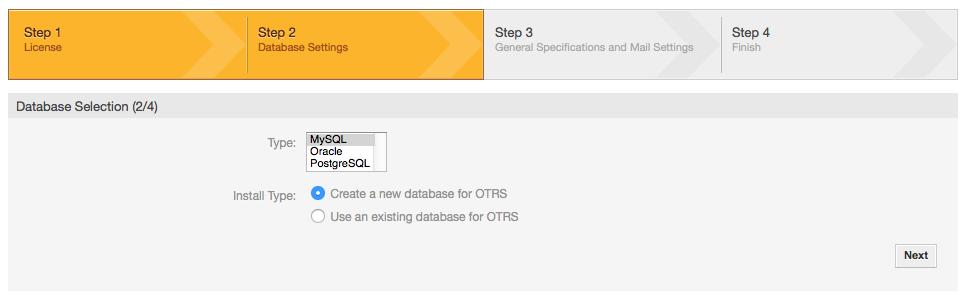 Step 1
License
Step 2
Database Settings
Step 3
General Specifications and Mail Settings
Step 4
Finish
Database Selection (2/4)
Type:
MySQL
Oracle
PostgreSQL
Install Type:
Create a new database for OTRS
Use an existing database for OTRS
Next